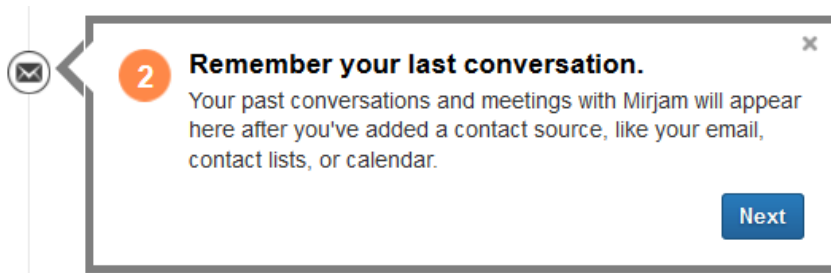 2
Remember your last conversation.
Your past conversations and meetings with Mirjam will appear
here after you've added a contact source, like your email,
contact lists, or calendar.
Next